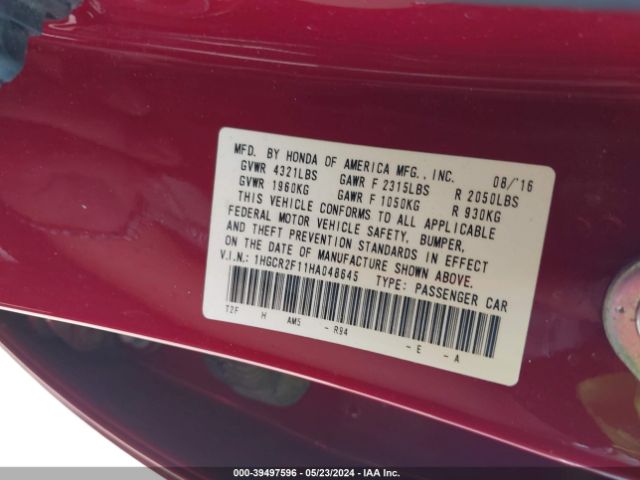 MFD. BY HONDA OF AMERICA MFG., INC. 08/'16
GVWR 4321LBS GAWR F 2315LBS R 2050LBS
GVWR 1960KG GAWR F 1050KG R 930KG
THIS VEHICLE CONFORMS TO ALL APPLICABLE
FEDERAL MOTOR VEHICLE SAFETY, BUMPER,
AND THEFT PREVENTION STANDARDS IN EFFECT
ON THE DATE OF MANUFACTURE SHOWN ABOVE.
V.I.N.: 1HGCR2F11HA048645 TYPE: PASSENGER CAR
T2F H AM5 - R94 - E - A
000-39497596 - 05/23/2024 - IAA Inc.